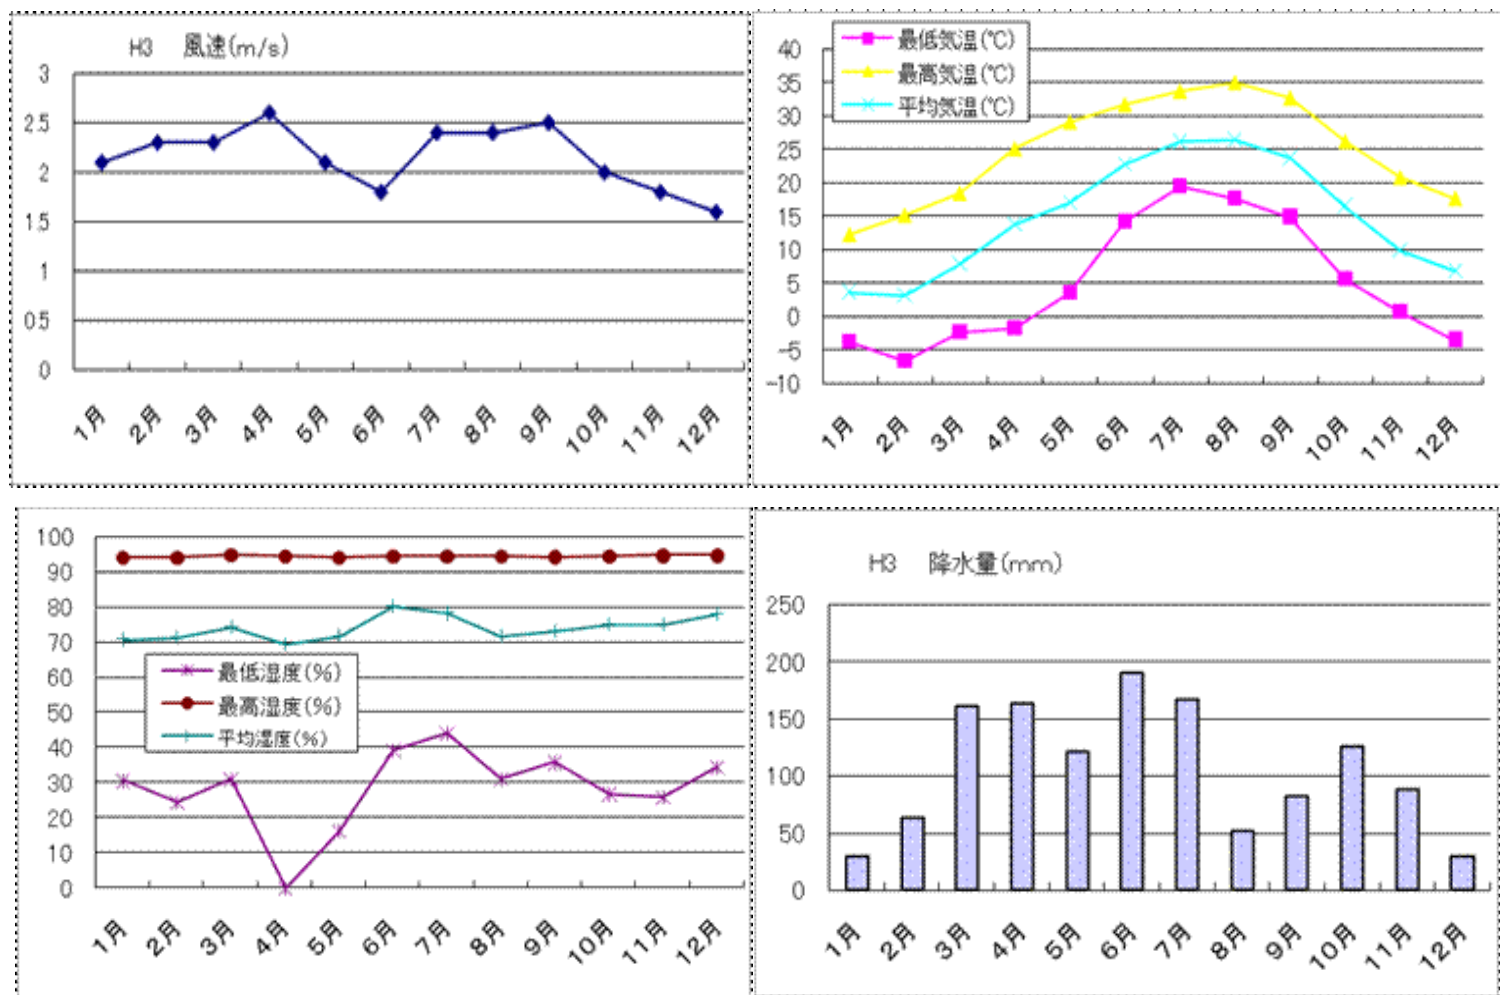 H3 風速(m/s)
3
2.5
2
1.5
1
0.5
0
1月 2月 3月 4月 5月 6月 7月 8月 9月 10月 11月 12月
最低気温(℃)
最高気温(℃)
平均気温(℃)
40
35
30
25
20
15
10
5
0
-5
-10
1月 2月 3月 4月 5月 6月 7月 8月 9月 10月 11月 12月
100
90
80
70
60
50
40
30
20
10
0
最低湿度(%)
最高湿度(%)
平均湿度(%)
1月 2月 3月 4月 5月 6月 7月 8月 9月 10月 11月 12月
H3 降水量(mm)
250
200
150
100
50
0
1月 2月 3月 4月 5月 6月 7月 8月 9月 10月 11月 12月